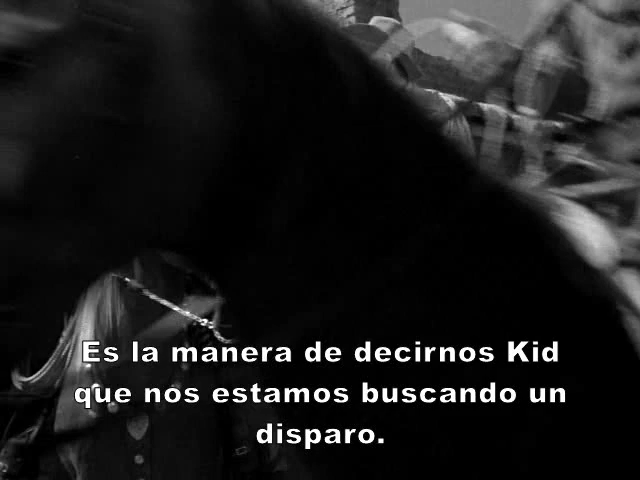 Es la manera de decirnos Kid
que nos estamos buscando un
disparo.